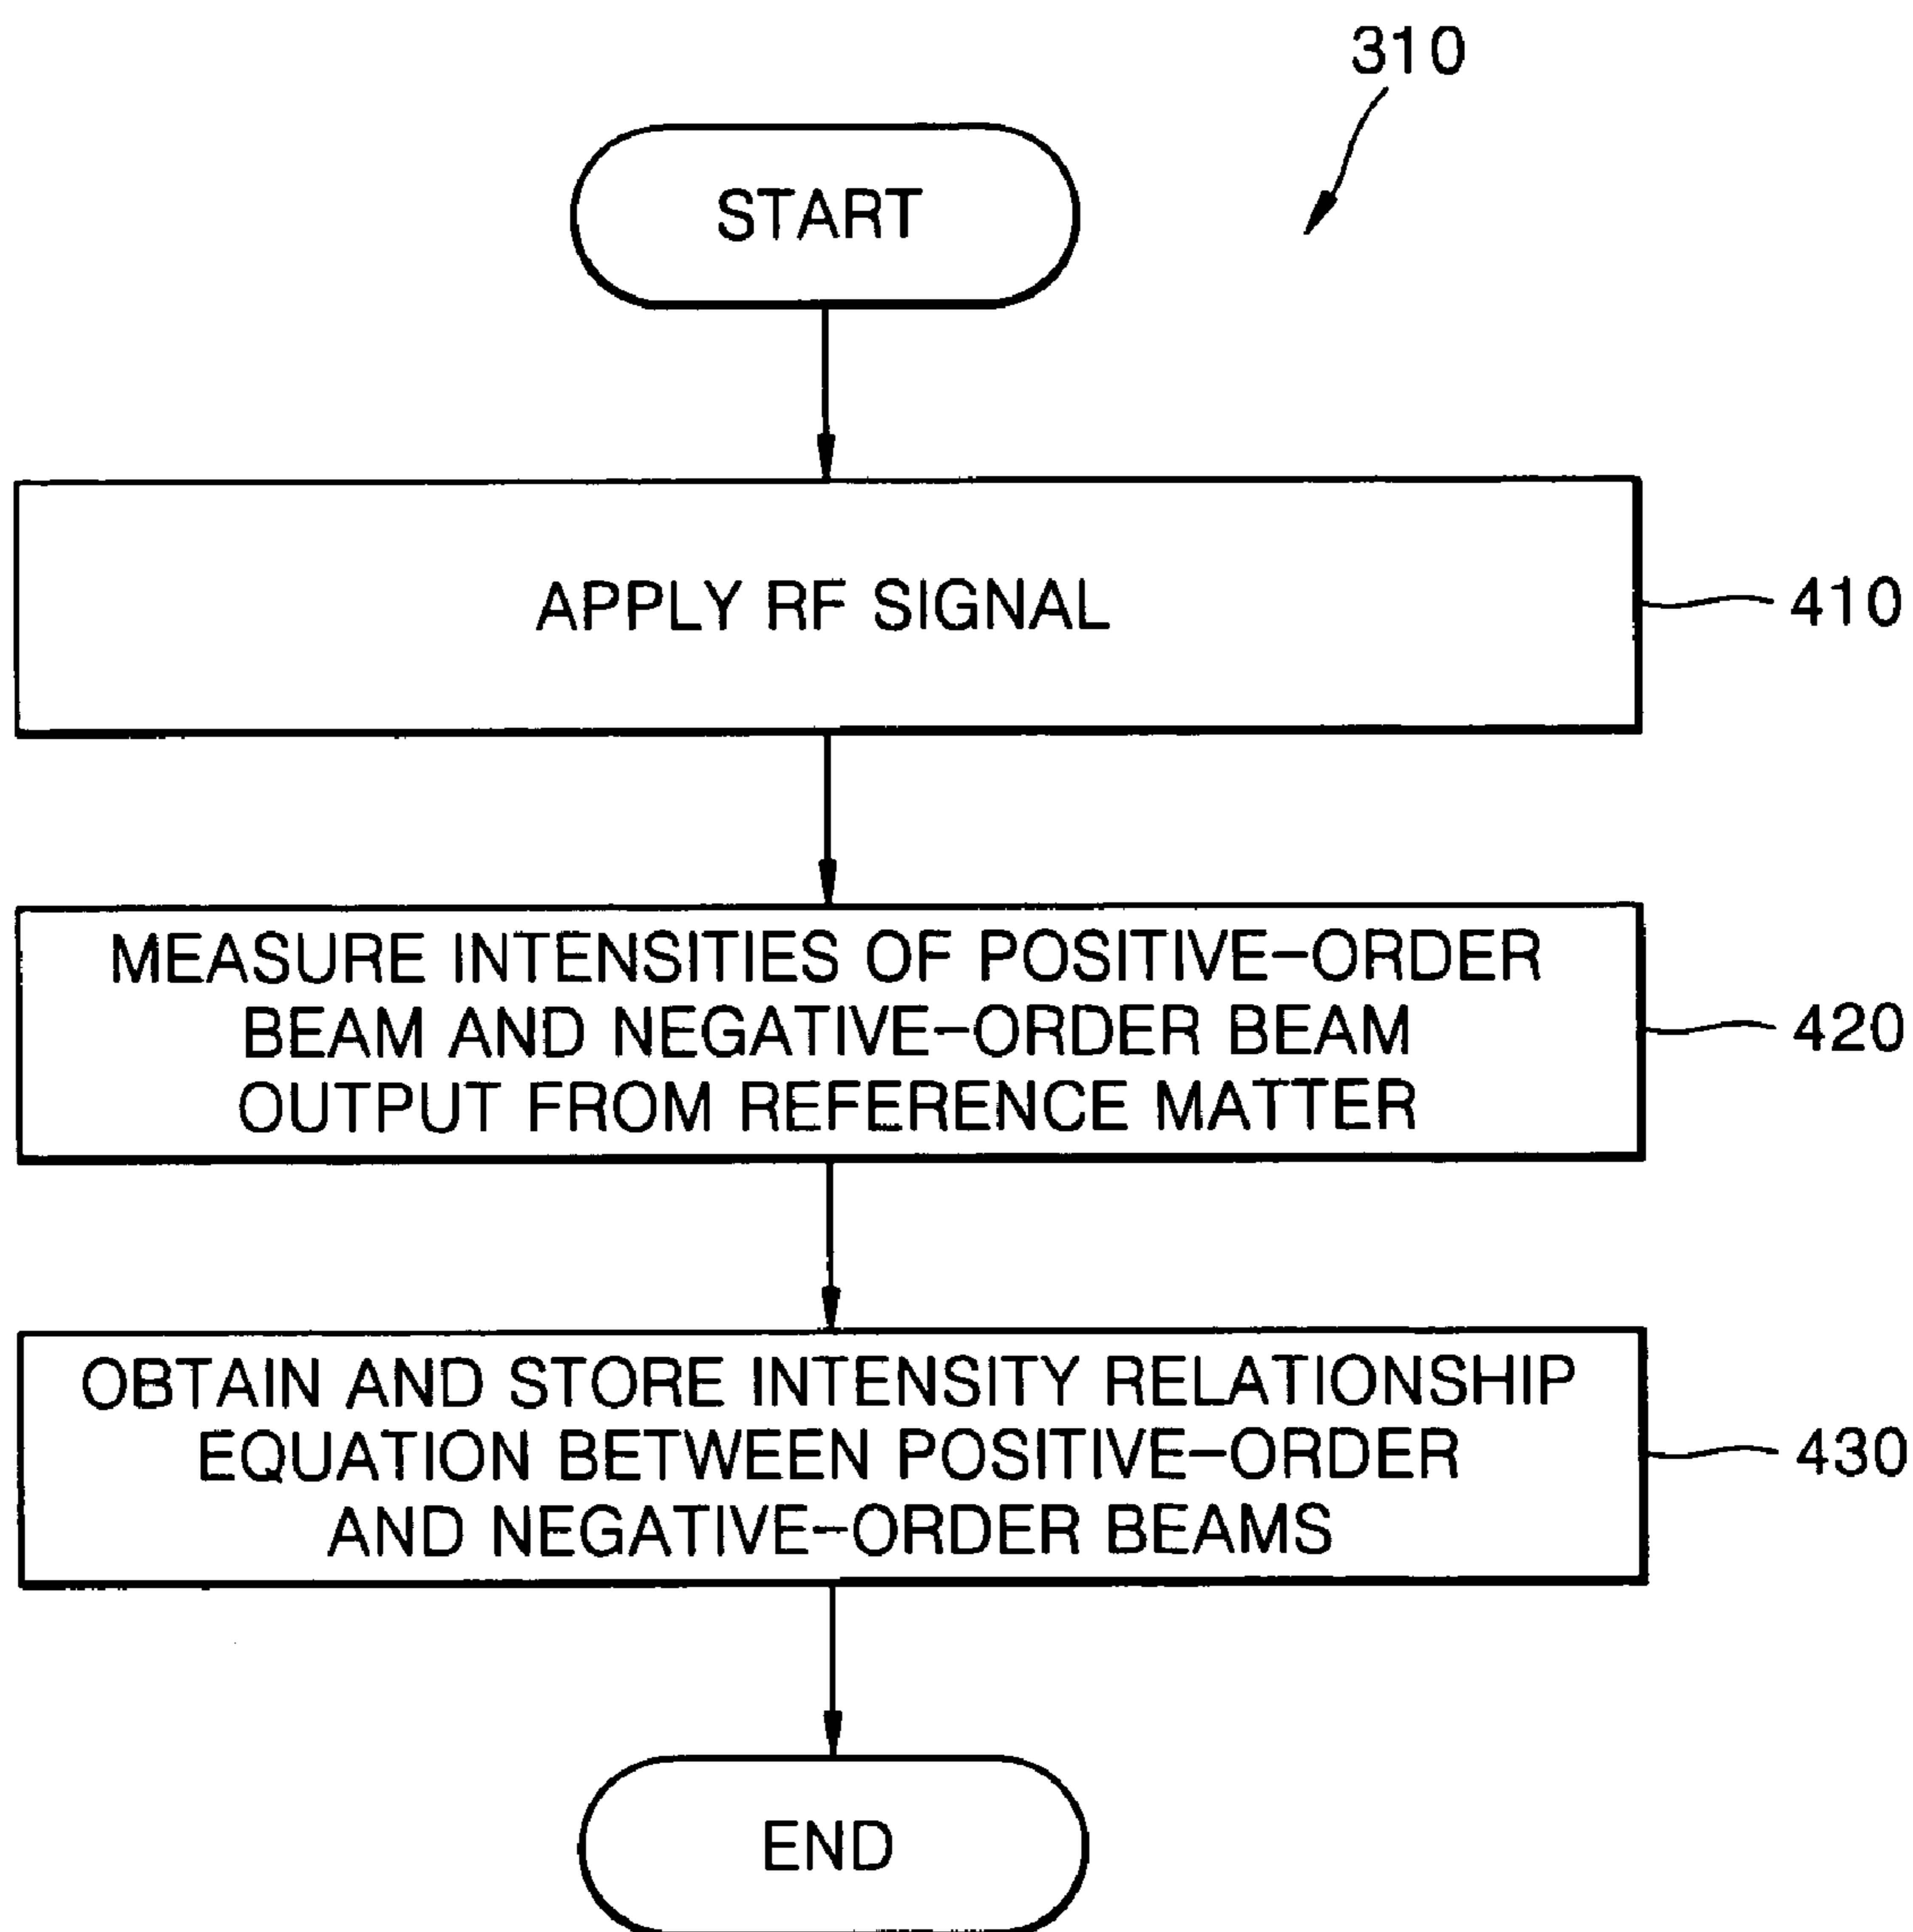 310
START
APPLY RF SIGNAL
410
MEASURE INTENSITIES OF POSITIVE-ORDER
BEAM AND NEGATIVE-ORDER BEAM
OUTPUT FROM REFERENCE MATTER
420
OBTAIN AND STORE INTENSITY RELATIONSHIP
EQUATION BETWEEN POSITIVE-ORDER
AND NEGATIVE-ORDER BEAMS
430
END